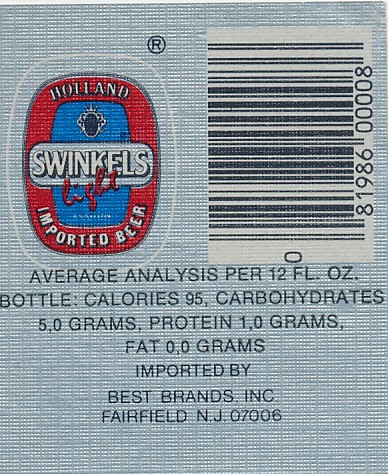 ®
HOLLAND
SWINKELS
light
IMPORTED BEER
0 81986 00008
AVERAGE ANALYSIS PER 12 FL. OZ.
BOTTLE: CALORIES 95, CARBOHYDRATES
5,0 GRAMS, PROTEIN 1,0 GRAMS,
FAT 0,0 GRAMS
IMPORTED BY
BEST BRANDS, INC.
FAIRFIELD N.J. 07006